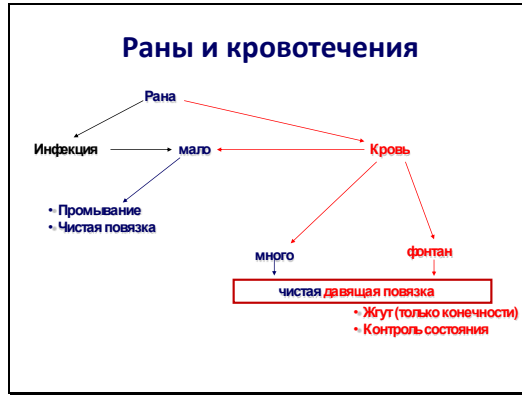 Раны и кровотечения
Рана
Инфекция
мало
Кровь
• Промывание
• Чистая повязка
много
фонтан
чистая давящая повязка
• Жгут (только конечности)
• Контроль состояния